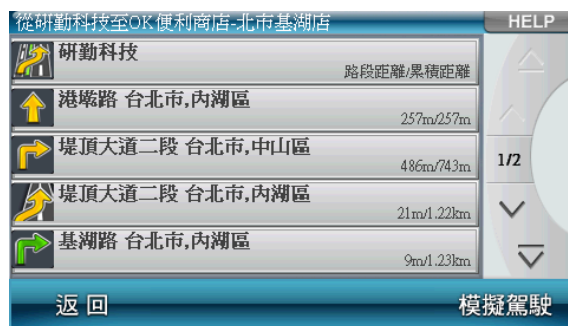 從研勤科技至OK便利商店-北市基湖店
HELP
研勤科技
路段距離/累積距離
港墘路 台北市,內湖區
257m/257m
堤頂大道二段 台北市,中山區
486m/743m
1/2
堤頂大道二段 台北市,內湖區
21m/1.22km
基湖路 台北市,內湖區
9m/1.23km
返回
模擬駕駛